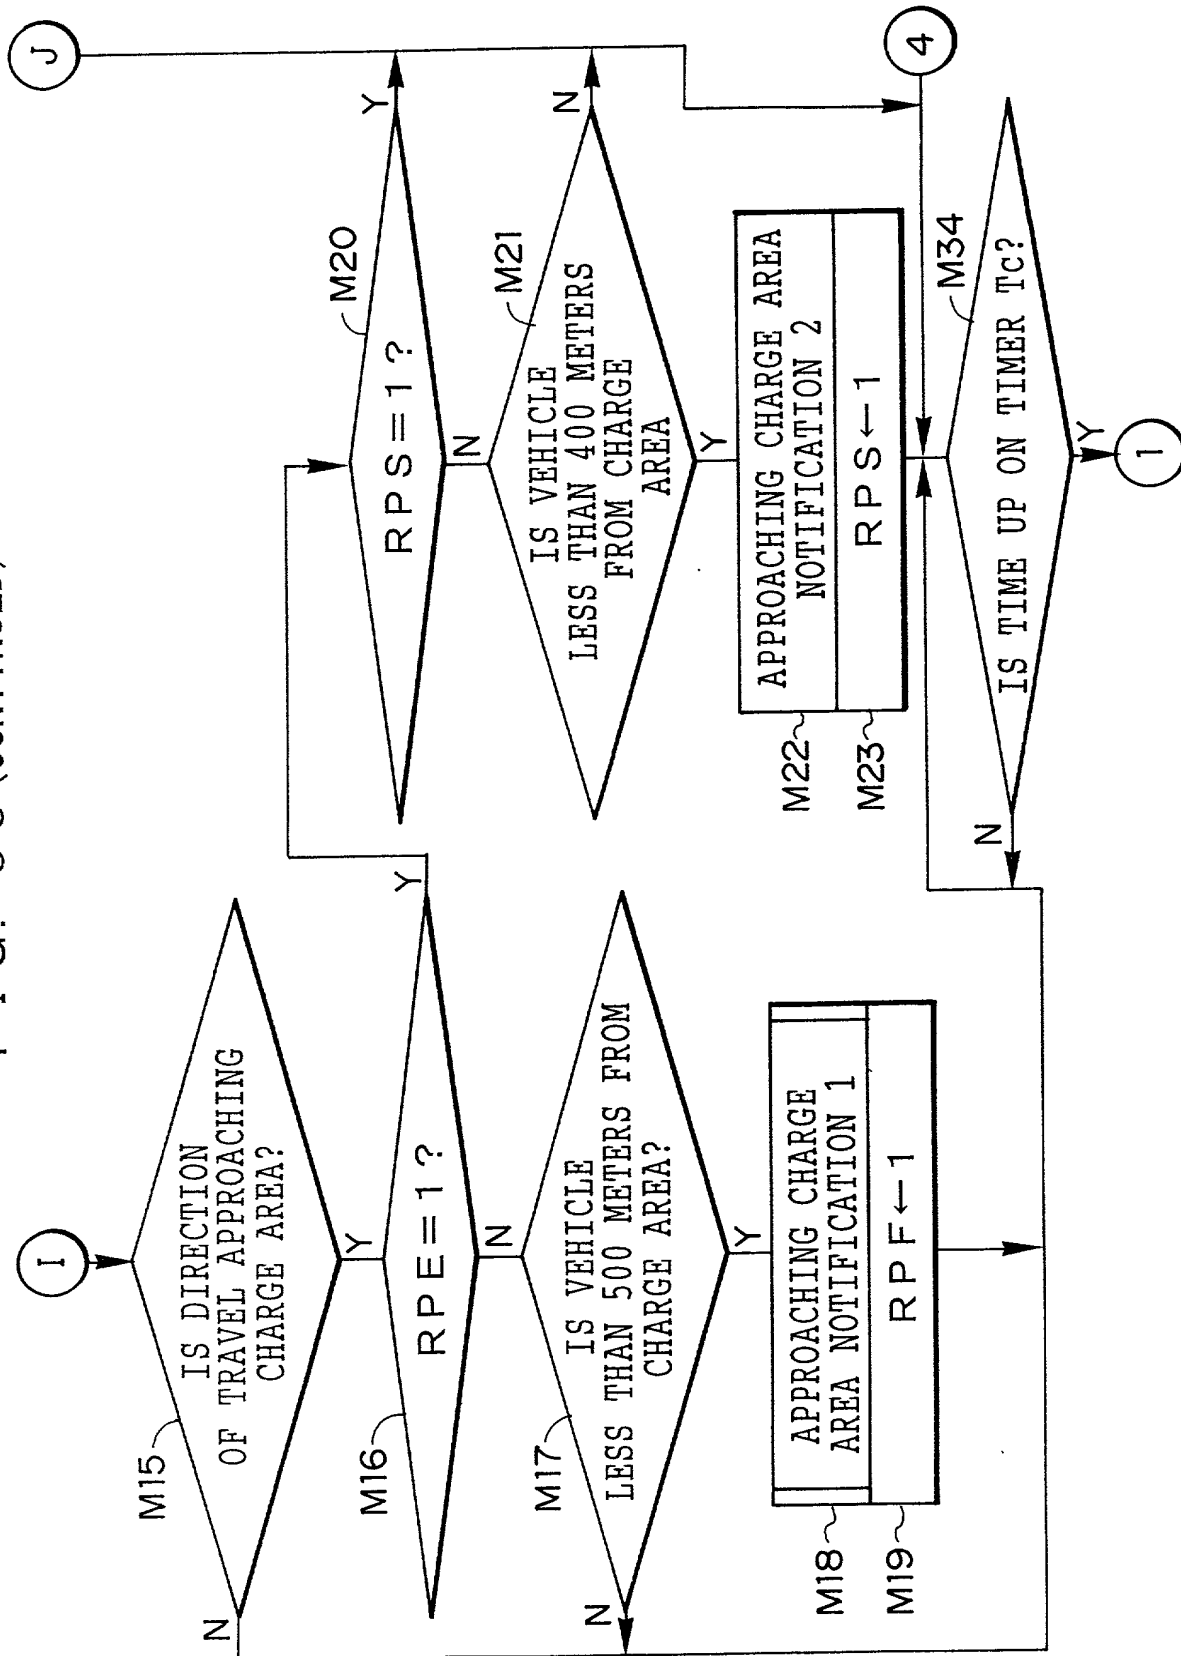 I
M15
IS DIRECTION
OF TRAVEL APPROACHING
CHARGE AREA?
N
Y
M16
RPE=1?
Y
N
M17
IS VEHICLE
LESS THAN 500 METERS FROM
CHARGE AREA?
N
Y
M18
APPROACHING CHARGE
AREA NOTIFICATION 1
M19
RPF←1
J
M20
RPS=1?
Y
N
M21
IS VEHICLE
LESS THAN 400 METERS
FROM CHARGE
AREA
N
Y
M22
APPROACHING CHARGE AREA
NOTIFICATION 2
M23
RPS←1
4
M34
IS TIME UP ON TIMER Tc?
N
Y
1